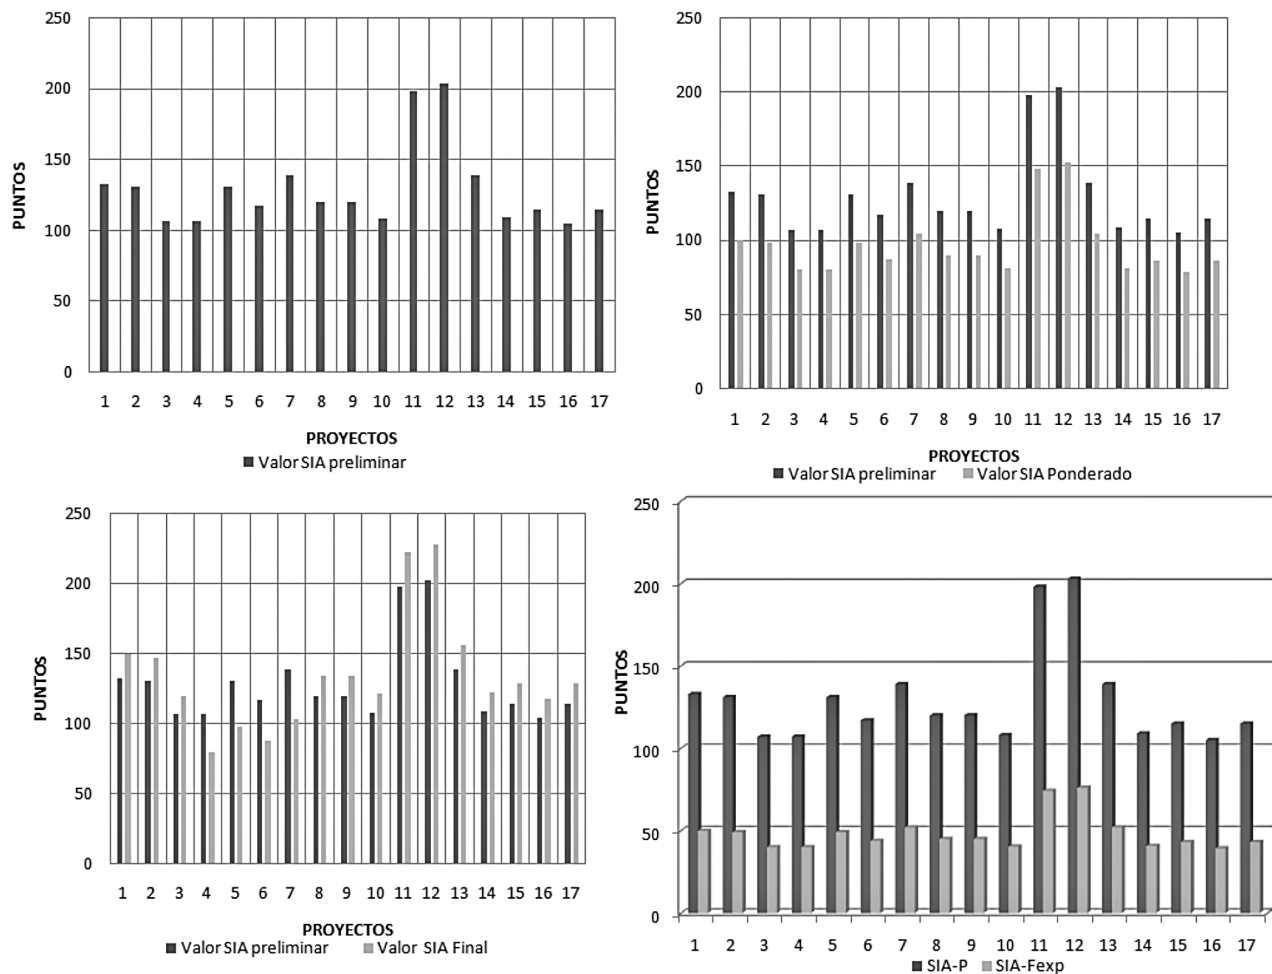 250
200
150
100
50
0
PUNTOS
1 2 3 4 5 6 7 8 9 10 11 12 13 14 15 16 17
PROYECTOS
Valor SIA preliminar
250
200
150
100
50
0
PUNTOS
1 2 3 4 5 6 7 8 9 10 11 12 13 14 15 16 17
PROYECTOS
Valor SIA preliminar Valor SIA Ponderado
250
200
150
100
50
0
PUNTOS
1 2 3 4 5 6 7 8 9 10 11 12 13 14 15 16 17
PROYECTOS
Valor SIA preliminar Valor SIA Final
250
200
150
100
50
0
PUNTOS
1 2 3 4 5 6 7 8 9 10 11 12 13 14 15 16 17
SIA-P SIA-Fexp